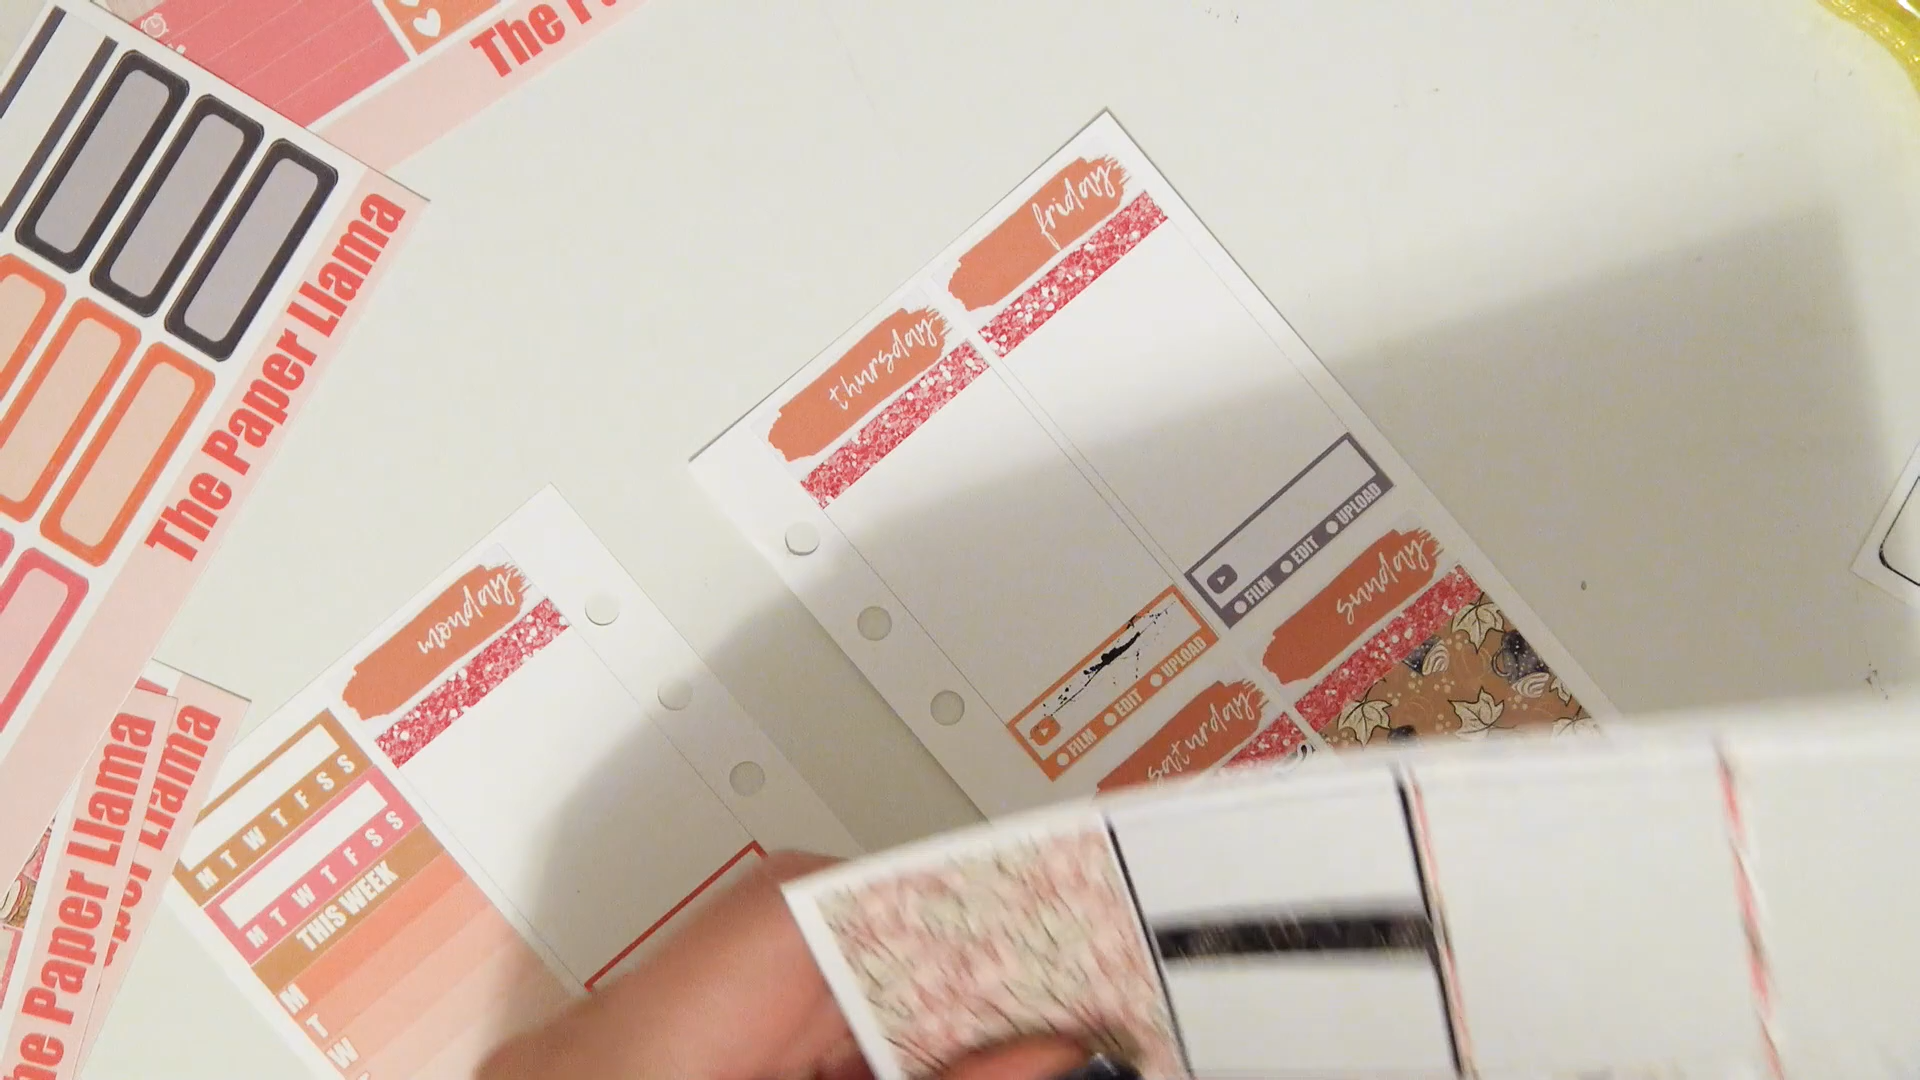 The P
The Paper Llama
friday
thursday
FILM EDIT UPLOAD
sunday
monday
FILM EDIT UPLOAD
saturday
M T W T F S S
M T W T F S S
THIS WEEK
M
T
W
Paper Llama
he Paper Llama